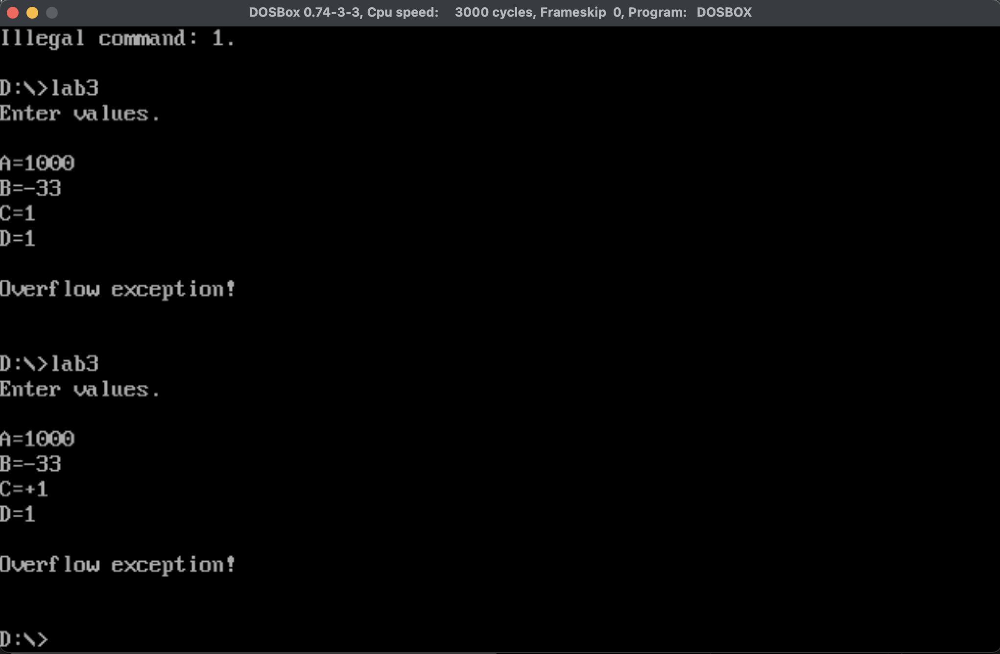 DOSBox 0.74-3-3, Cpu speed: 3000 cycles, Frameskip 0, Program: DOSBOX
Illegal command: 1.
D:\>lab3
Enter values.
A=1000
B=-33
C=1
D=1
Overflow exception!
D:\>lab3
Enter values.
A=1000
B=-33
C=+1
D=1
Overflow exception!
D:\>